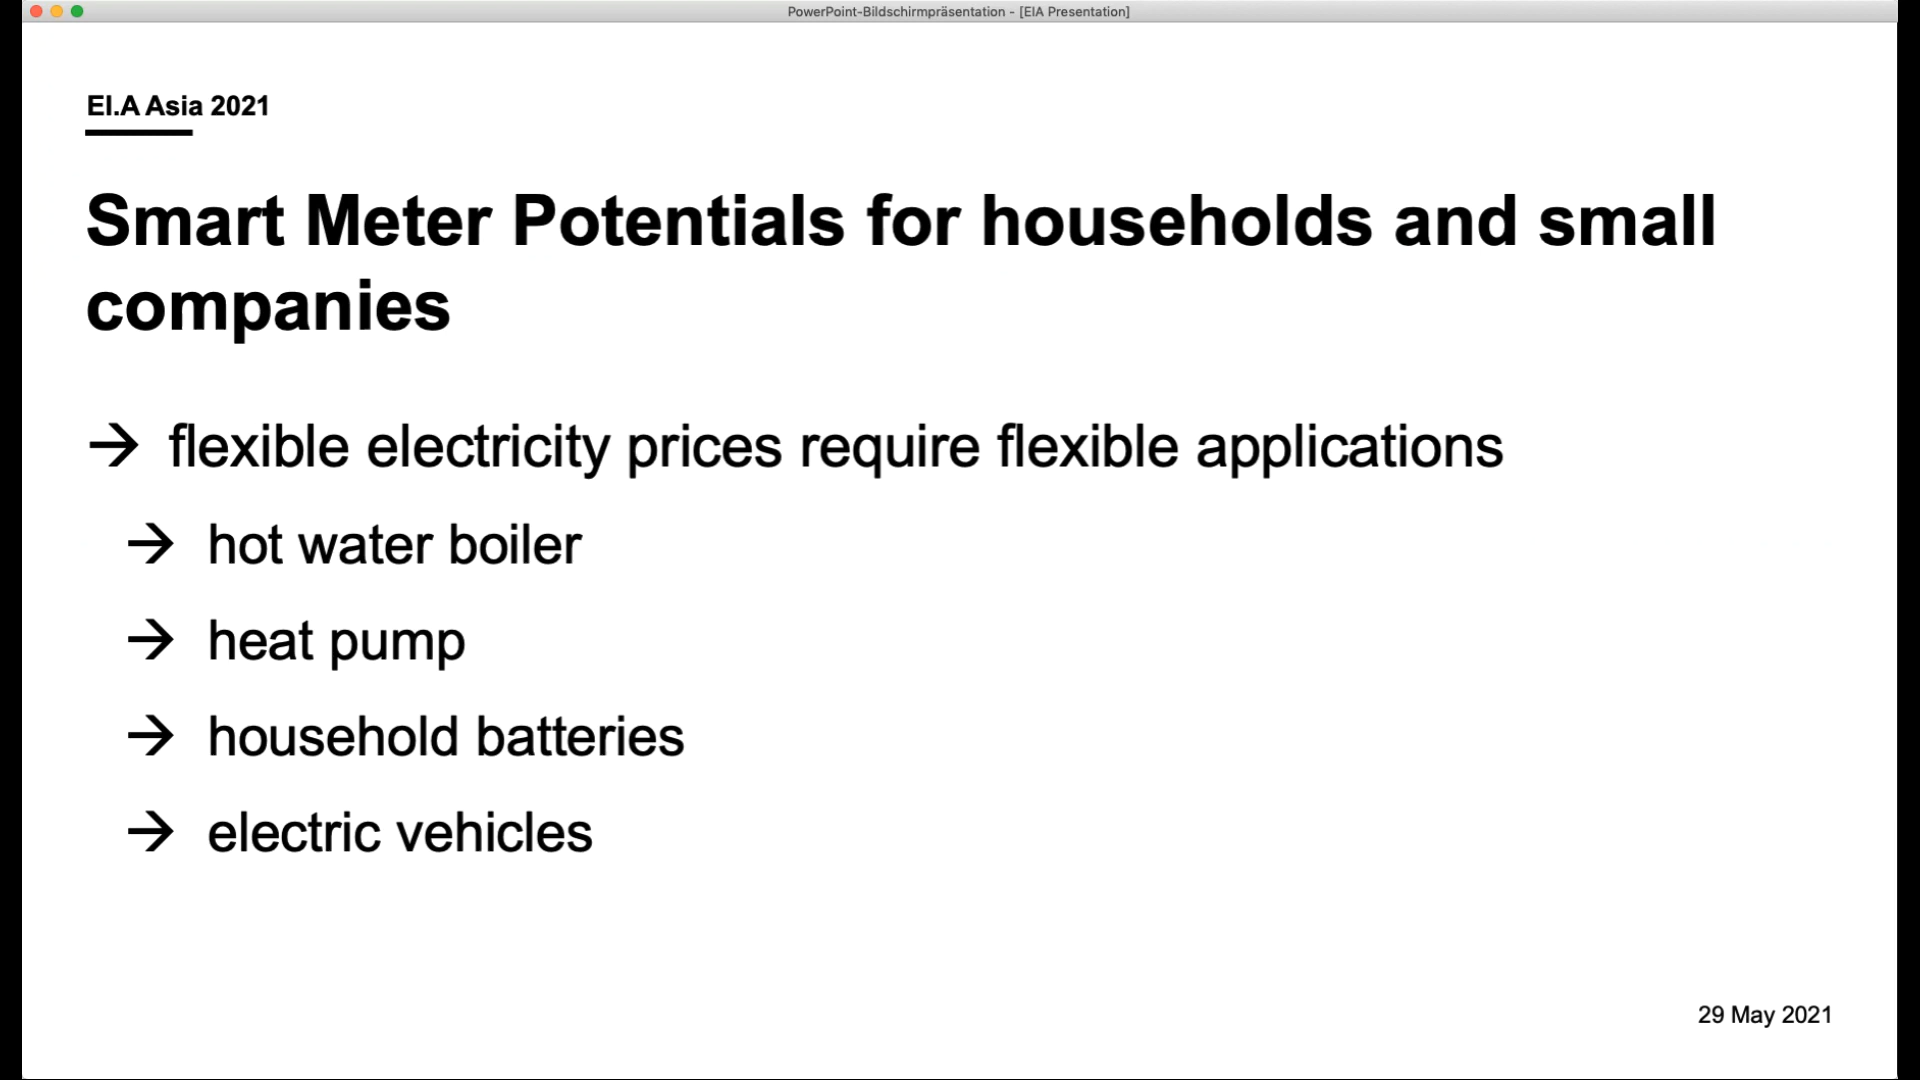 PowerPoint-Bildschirmpräsentation - [EIA Presentation]
EI.A Asia 2021
Smart Meter Potentials for households and small
companies
→ flexible electricity prices require flexible applications
→ hot water boiler
→ heat pump
→ household batteries
→ electric vehicles
29 May 2021